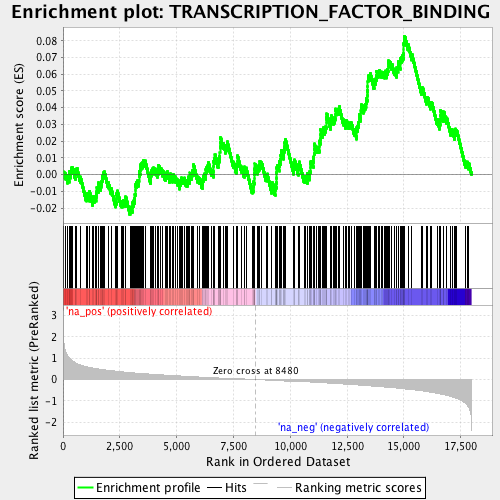 Enrichment plot: TRANSCRIPTION_FACTOR_BINDING
Enrichment score (ES)
0.08
0.07
0.06
0.05
0.04
0.03
0.02
0.01
0.00
-0.01
-0.02
'na_pos' (positively correlated)
Ranked list metric (PreRanked)
3
2
1
0
-1
-2
Zero cross at 8480
'na_neg' (negatively correlated)
0
2,500
5,000
7,500
10,000
12,500
15,000
17,500
Rank in Ordered Dataset
Enrichment profile
Hits
Ranking metric scores